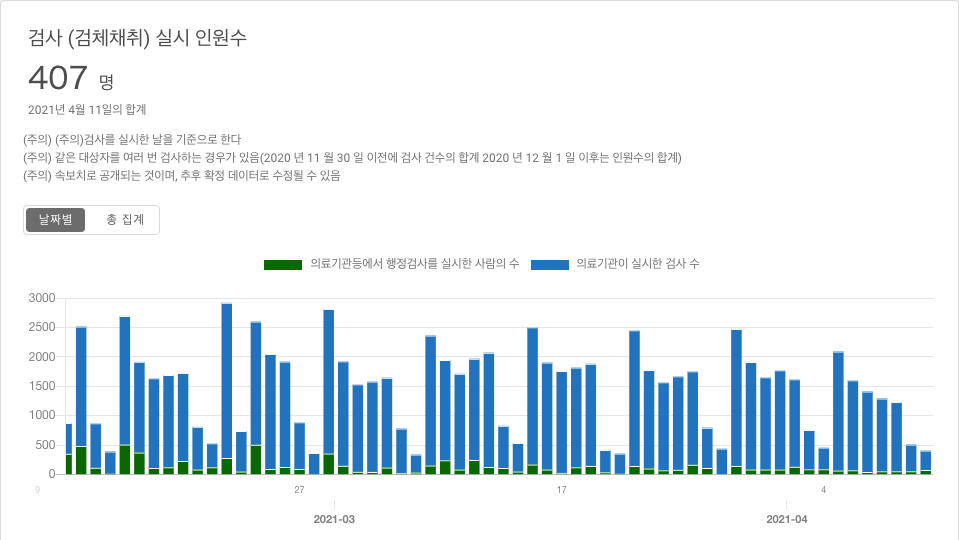 검사 (검체채취) 실시 인원수
407 명
2021년 4월 11일의 합계
(주의) (주의)검사를 실시한 날을 기준으로 한다
(주의) 같은 대상자를 여러 번 검사하는 경우가 있음(2020 년 11 월 30 일 이전에 검사 건수의 합계 2020 년 12 월 1 일 이후는 인원수의 합계)
(주의) 속보치로 공개되는 것이며, 추후 확정 데이터로 수정될 수 있음
날짜별 총 집계
의료기관등에서 행정검사를 실시한 사람의 수 의료기관이 실시한 검사 수
3000
2500
2000
1500
1000
500
0
9 27 17 4
2021-03 2021-04